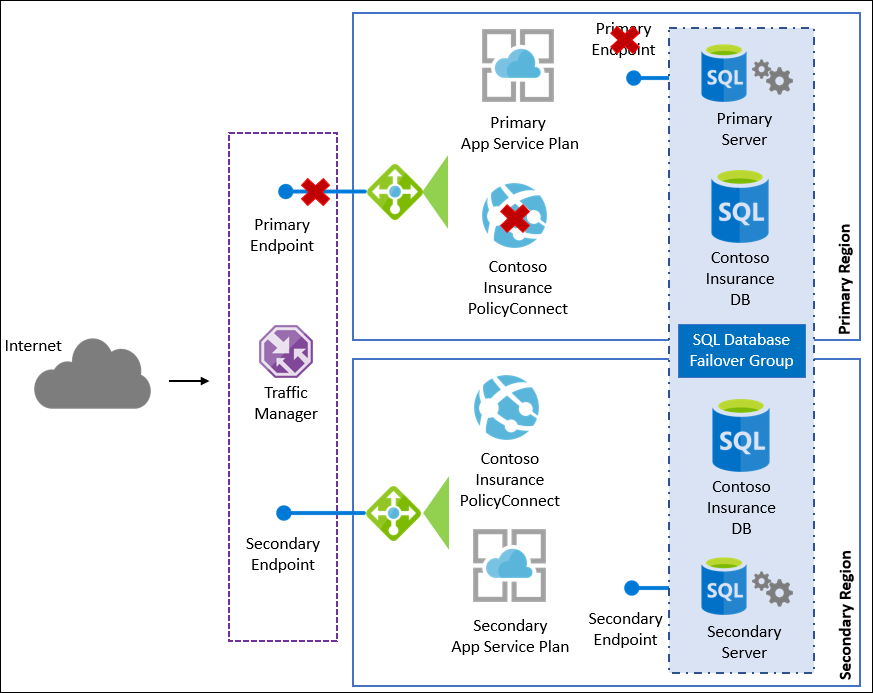 Internet
Primary
Endpoint
Traffic
Manager
Secondary
Endpoint
Primary
App Service Plan
Contoso
Insurance
PolicyConnect
Primary
Endpoint
SQL
Primary
Server
SQL
Contoso
Insurance
DB
Primary Region
SQL Database
Failover Group
Contoso
Insurance
PolicyConnect
Secondary
App Service Plan
Secondary
Endpoint
SQL
Contoso
Insurance
DB
SQL
Secondary
Server
Secondary Region